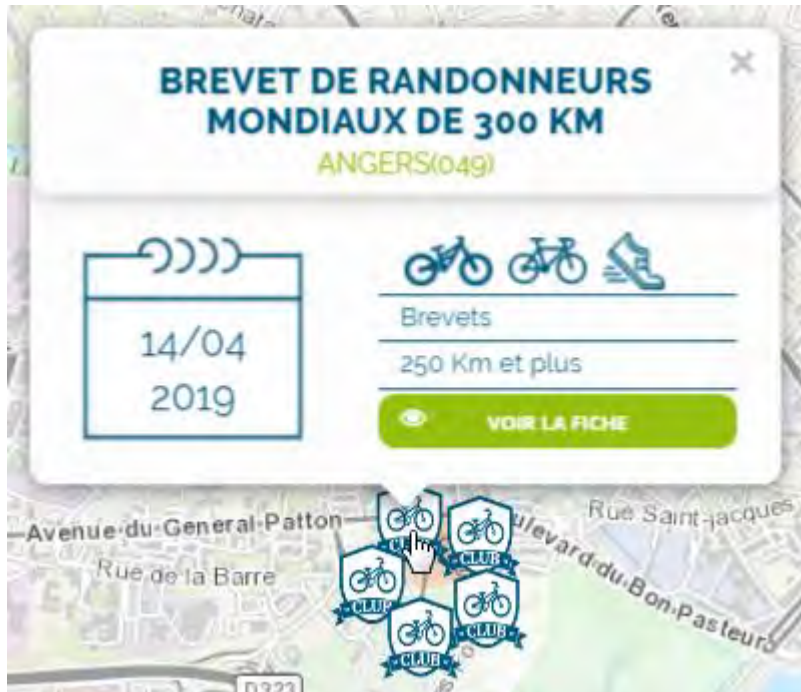 BREVET DE RANDONNEURS
MONDIAUX DE 300 KM
ANGERS(049)
14/04
2019
Brevets
250 Km et plus
VOIR LA FICHE
Avenue du General Patton
Rue Saint-jacques
Rue de la Barre
Boulevard du Bon-Pasteur
CLUB
CLUB
CLUB
CLUB
CLUB
D323